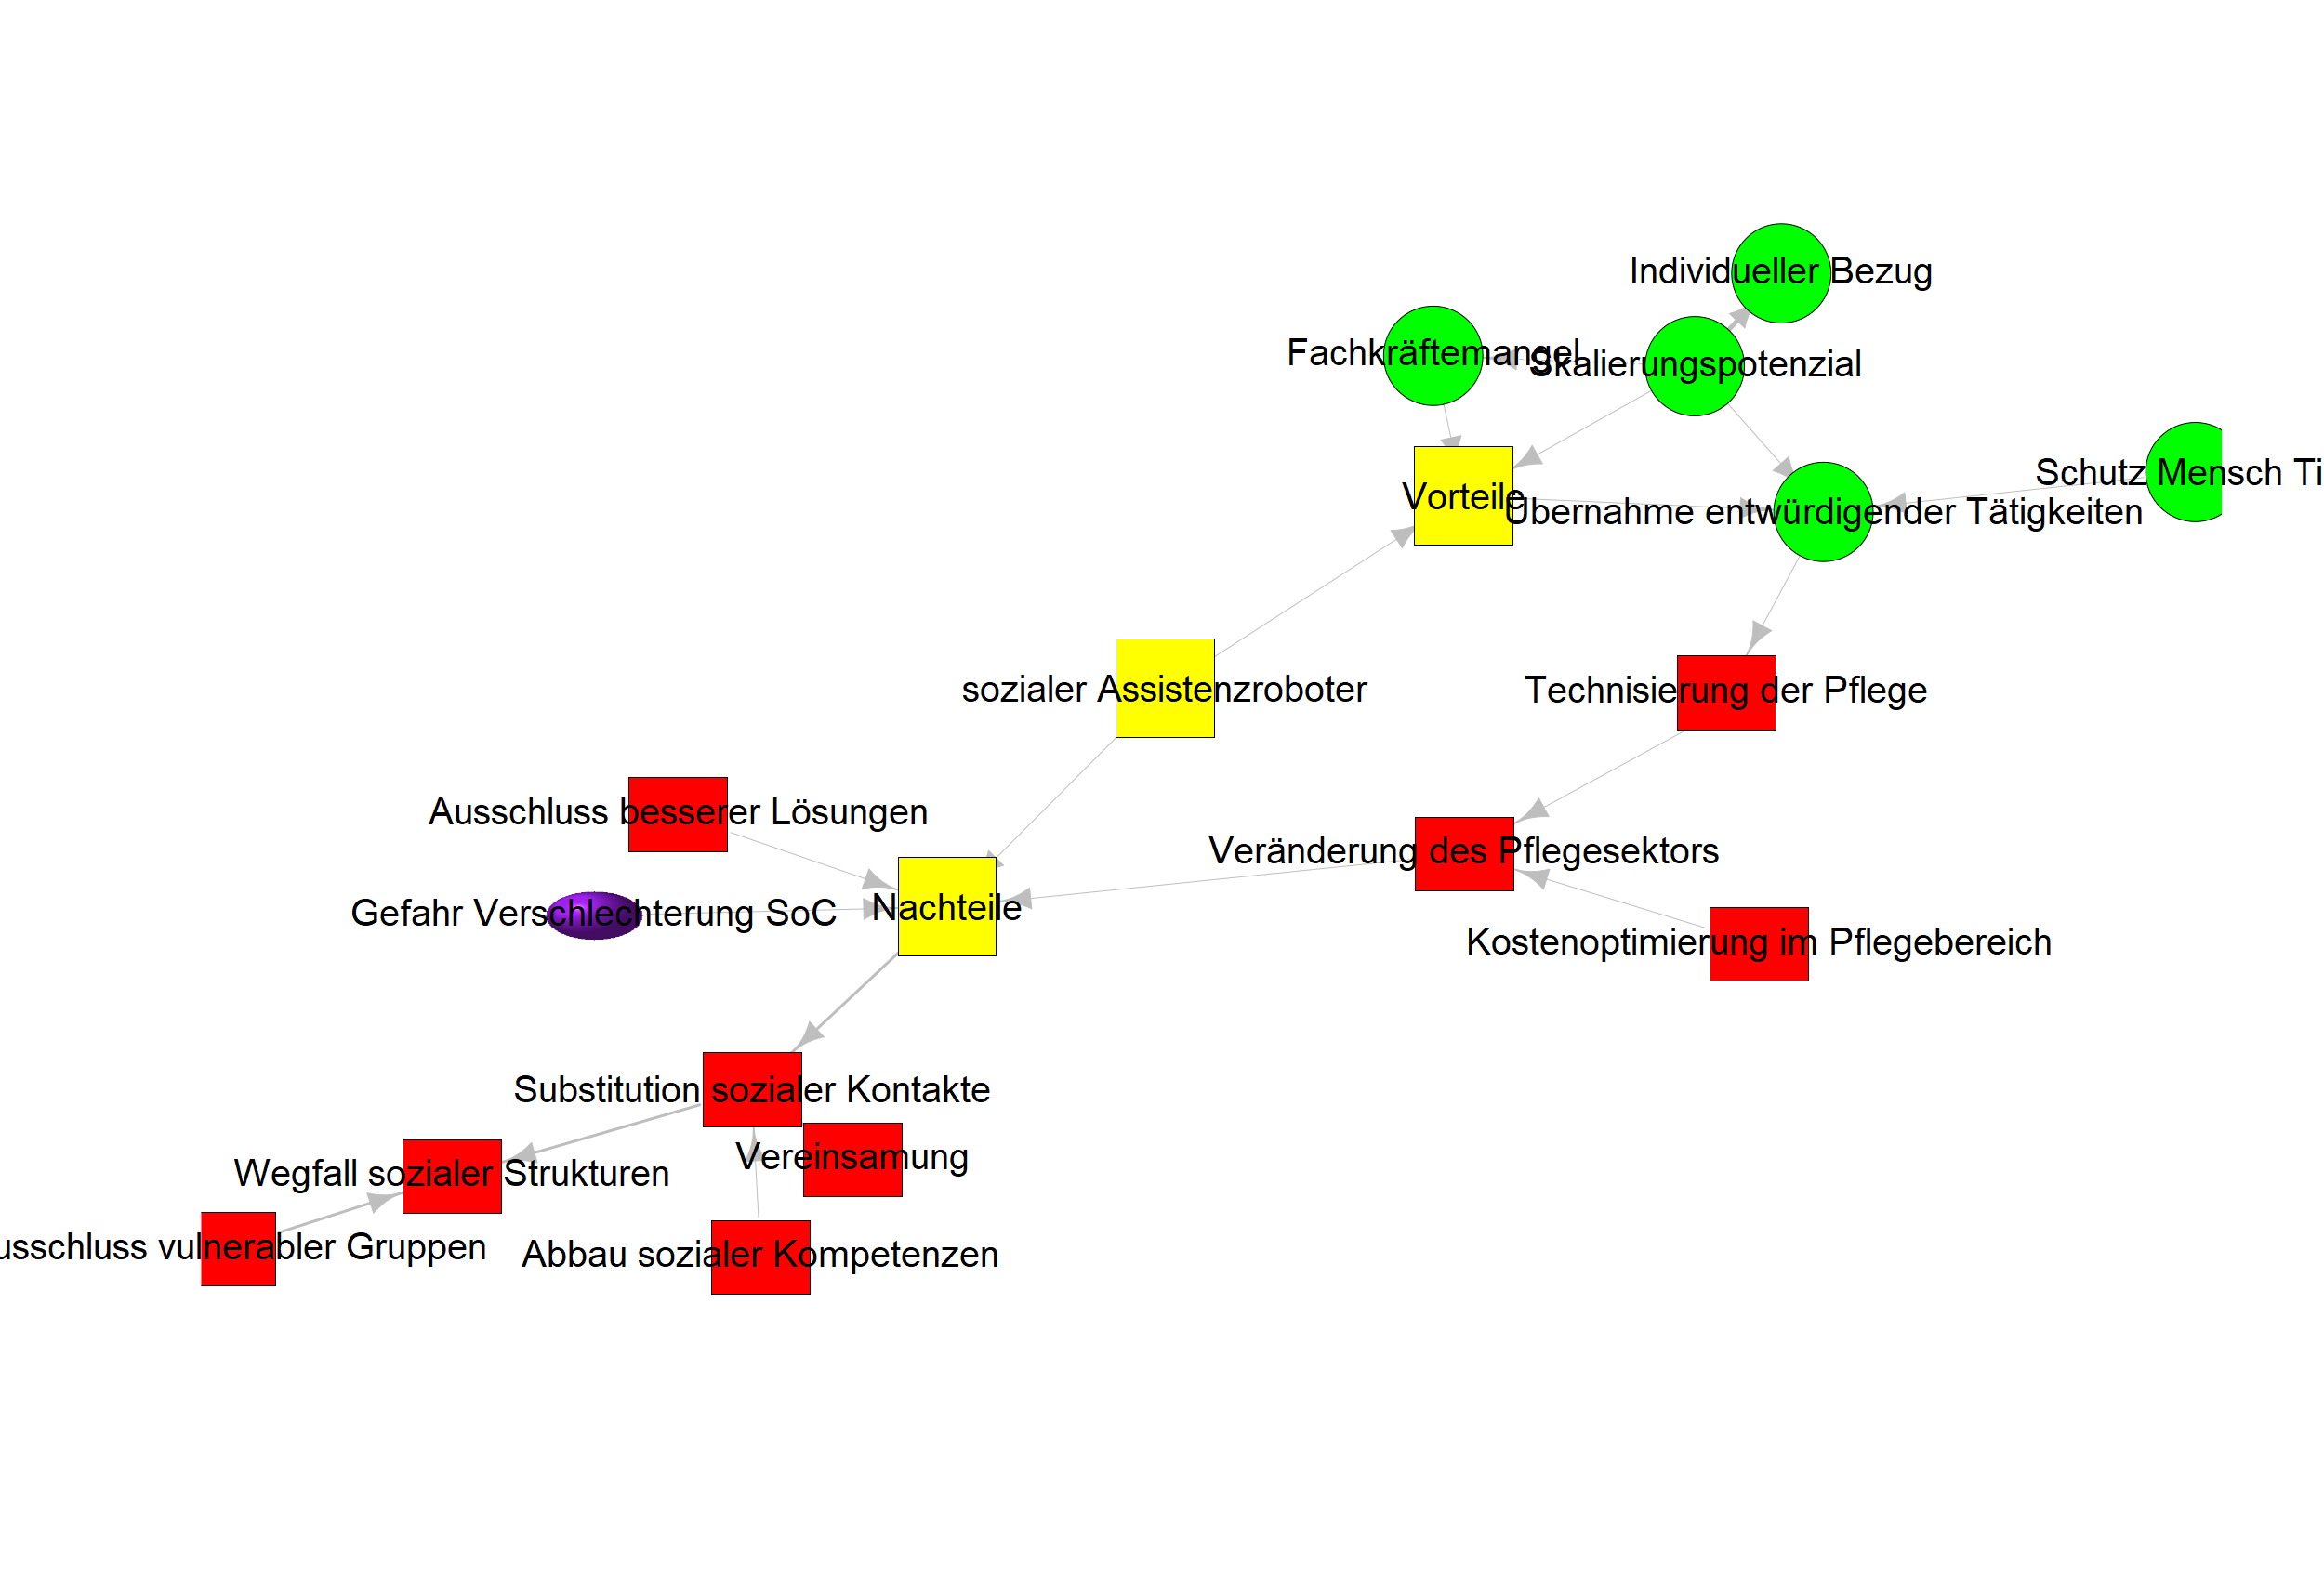 Individueller Bezug
Fachkräftemangel
Skalierungspotenzial
Schutz Mensch Ti
Vorteile
Übernahme entwürdigender Tätigkeiten
sozialer Assistenzroboter
Technisierung der Pflege
Ausschluss besserer Lösungen
Veränderung des Pflegesektors
Gefahr Verschlechterung SoC
Nachteile
Kostenoptimierung im Pflegebereich
Substitution sozialer Kontakte
Vereinsamung
Wegfall sozialer Strukturen
usschluss vulnerabler Gruppen
Abbau sozialer Kompetenzen